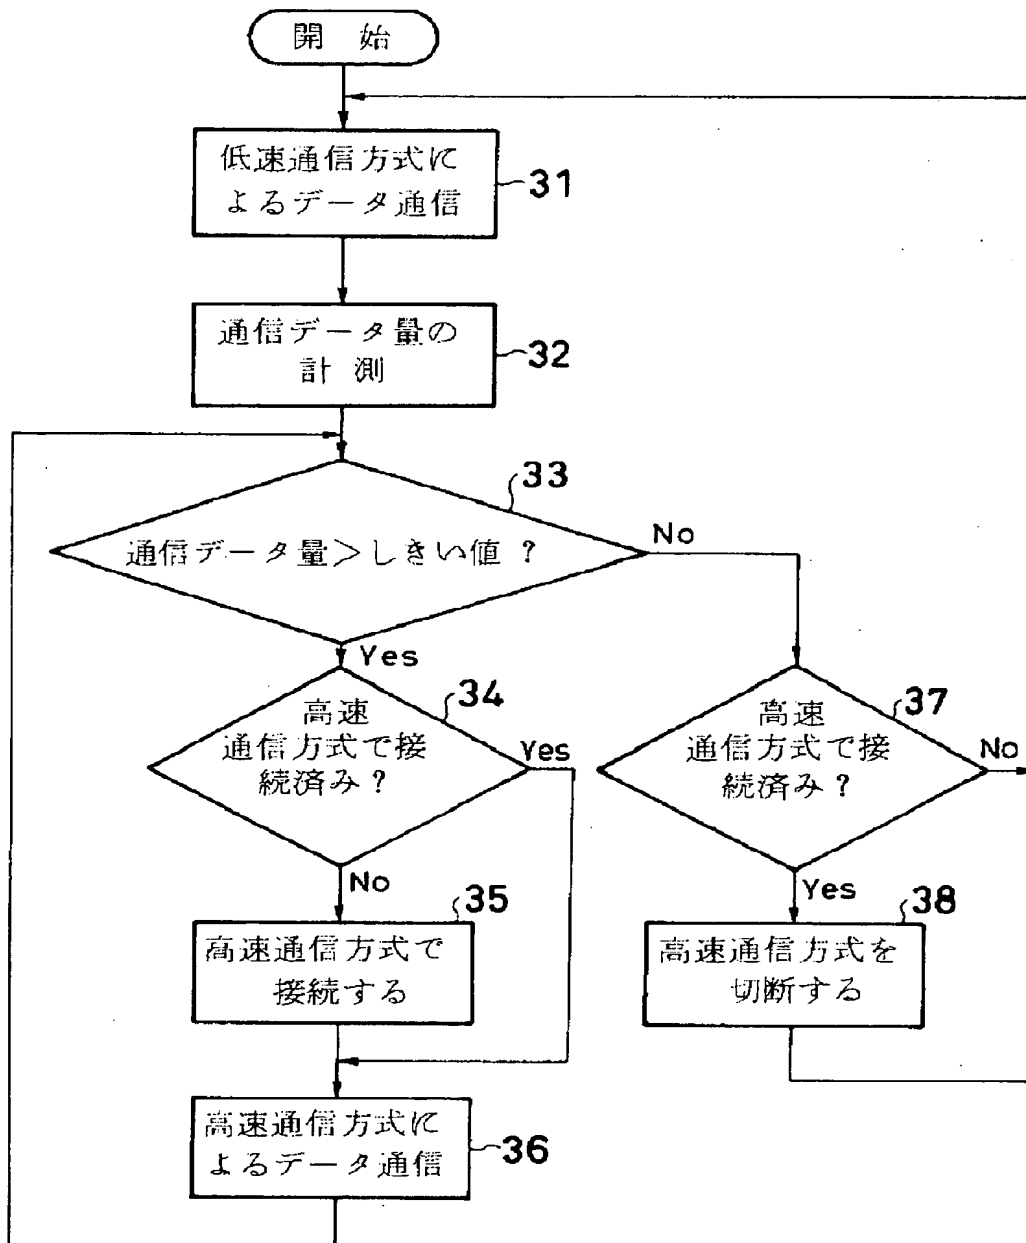 開 始
低速通信方式に
よるデータ通信
31
通信データ量の
計 測
32
33
通信データ量>しきい値？
No
Yes
34
高速
通信方式で接
続済み？
Yes
No
37
高速
通信方式で接
続済み？
No
Yes
35
高速通信方式で
接続する
38
高速通信方式を
切断する
高速通信方式に
よるデータ通信
36